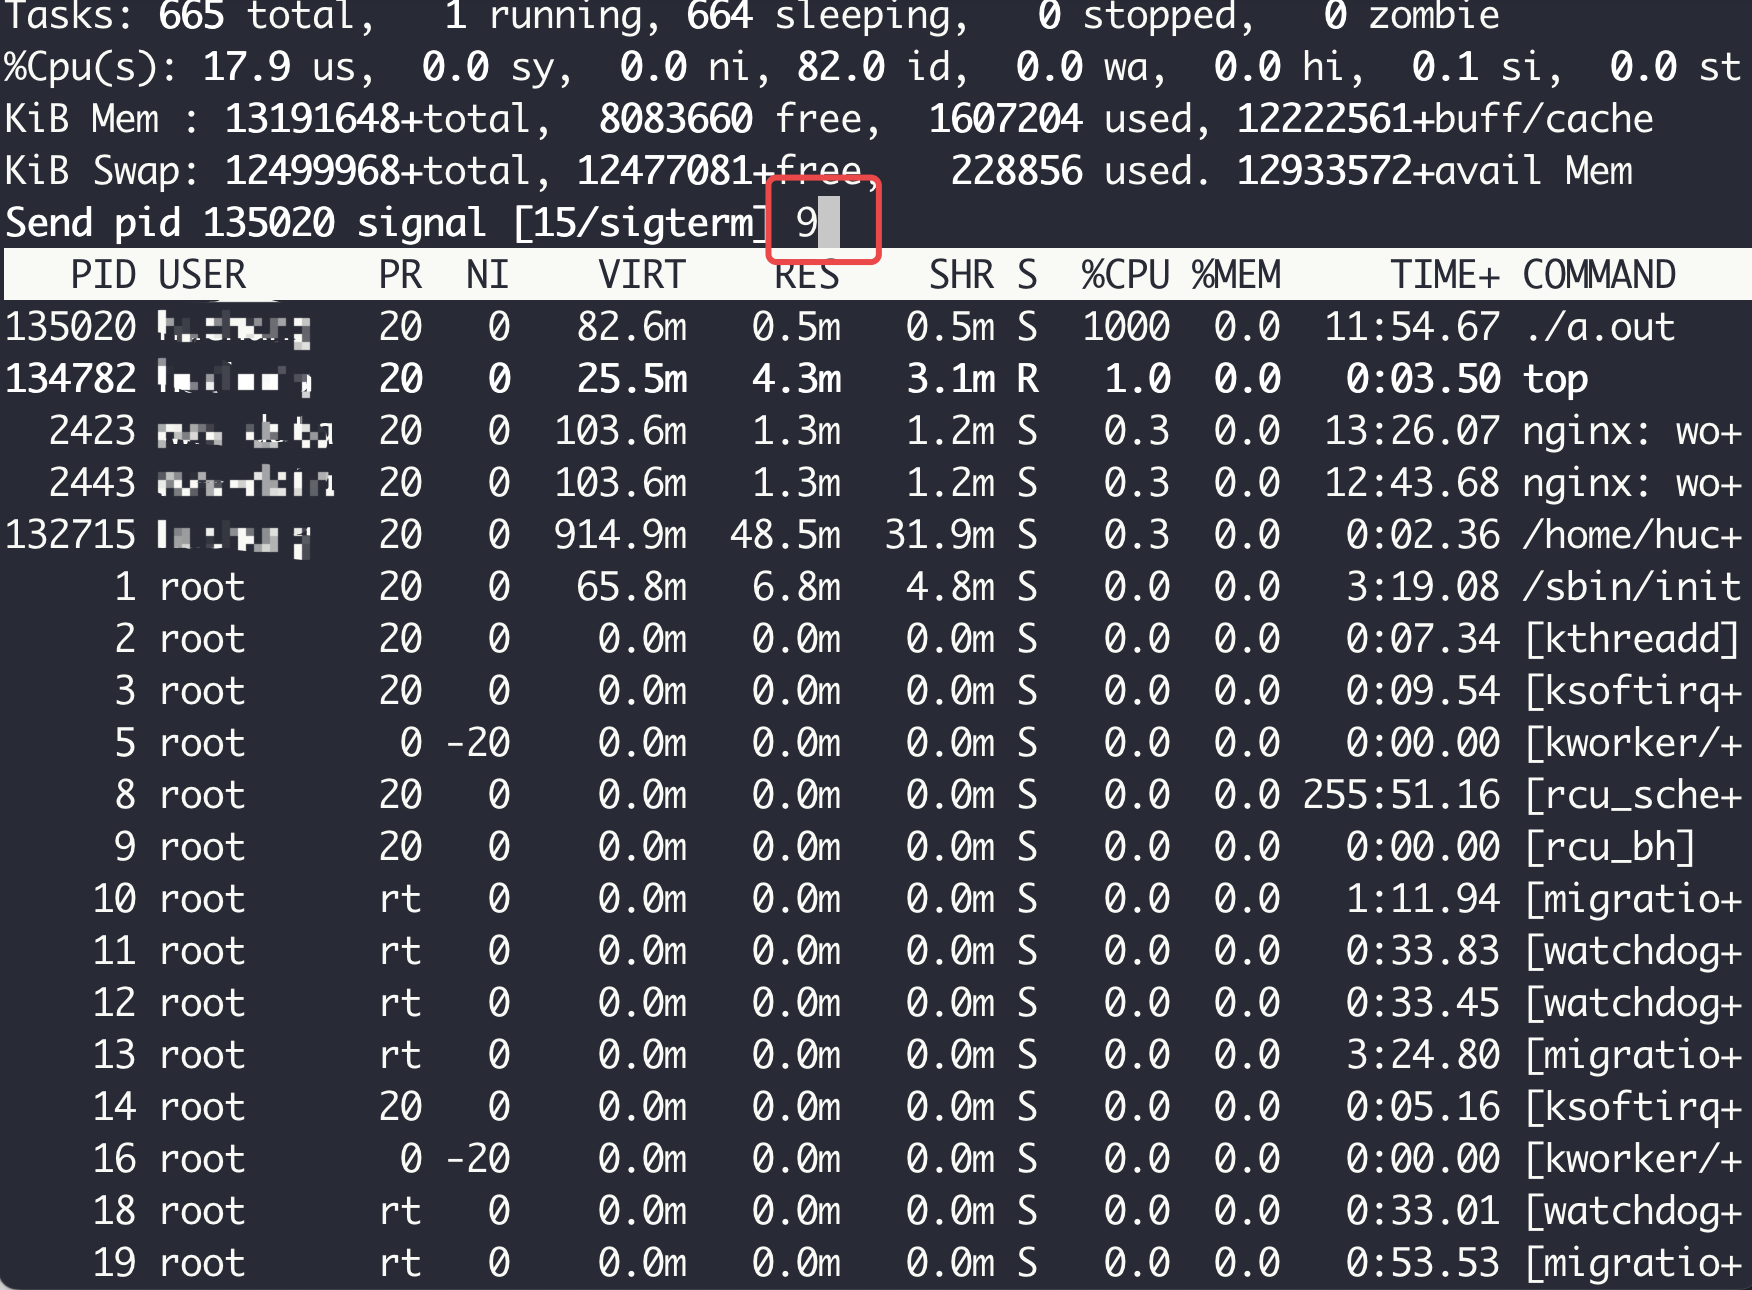 Tasks: 665 total,   1 running, 664 sleeping,   0 stopped,   0 zombie
%Cpu(s): 17.9 us,  0.0 sy,  0.0 ni, 82.0 id,  0.0 wa,  0.0 hi,  0.1 si,  0.0 st
KiB Mem : 13191648+total,  8083660 free,  1607204 used, 12222561+buff/cache
KiB Swap: 12499968+total, 12477081+free,   228856 used. 12933572+avail Mem
Send pid 135020 signal [15/sigterm] 9
PID USER PR NI VIRT RES SHR S %CPU %MEM TIME+ COMMAND
135020 20 0 82.6m 0.5m 0.5m S 1000 0.0 11:54.67 ./a.out
134782 20 0 25.5m 4.3m 3.1m R 1.0 0.0 0:03.50 top
2423 20 0 103.6m 1.3m 1.2m S 0.3 0.0 13:26.07 nginx: wo+
2443 20 0 103.6m 1.3m 1.2m S 0.3 0.0 12:43.68 nginx: wo+
132715 20 0 914.9m 48.5m 31.9m S 0.3 0.0 0:02.36 /home/huc+
1 root 20 0 65.8m 6.8m 4.8m S 0.0 0.0 3:19.08 /sbin/init
2 root 20 0 0.0m 0.0m 0.0m S 0.0 0.0 0:07.34 [kthreadd]
3 root 20 0 0.0m 0.0m 0.0m S 0.0 0.0 0:09.54 [ksoftirq+
5 root 0 -20 0.0m 0.0m 0.0m S 0.0 0.0 0:00.00 [kworker/+
8 root 20 0 0.0m 0.0m 0.0m S 0.0 0.0 255:51.16 [rcu_sche+
9 root 20 0 0.0m 0.0m 0.0m S 0.0 0.0 0:00.00 [rcu_bh]
10 root rt 0 0.0m 0.0m 0.0m S 0.0 0.0 1:11.94 [migratio+
11 root rt 0 0.0m 0.0m 0.0m S 0.0 0.0 0:33.83 [watchdog+
12 root rt 0 0.0m 0.0m 0.0m S 0.0 0.0 0:33.45 [watchdog+
13 root rt 0 0.0m 0.0m 0.0m S 0.0 0.0 3:24.80 [migratio+
14 root 20 0 0.0m 0.0m 0.0m S 0.0 0.0 0:05.16 [ksoftirq+
16 root 0 -20 0.0m 0.0m 0.0m S 0.0 0.0 0:00.00 [kworker/+
18 root rt 0 0.0m 0.0m 0.0m S 0.0 0.0 0:33.01 [watchdog+
19 root rt 0 0.0m 0.0m 0.0m S 0.0 0.0 0:53.53 [migratio+